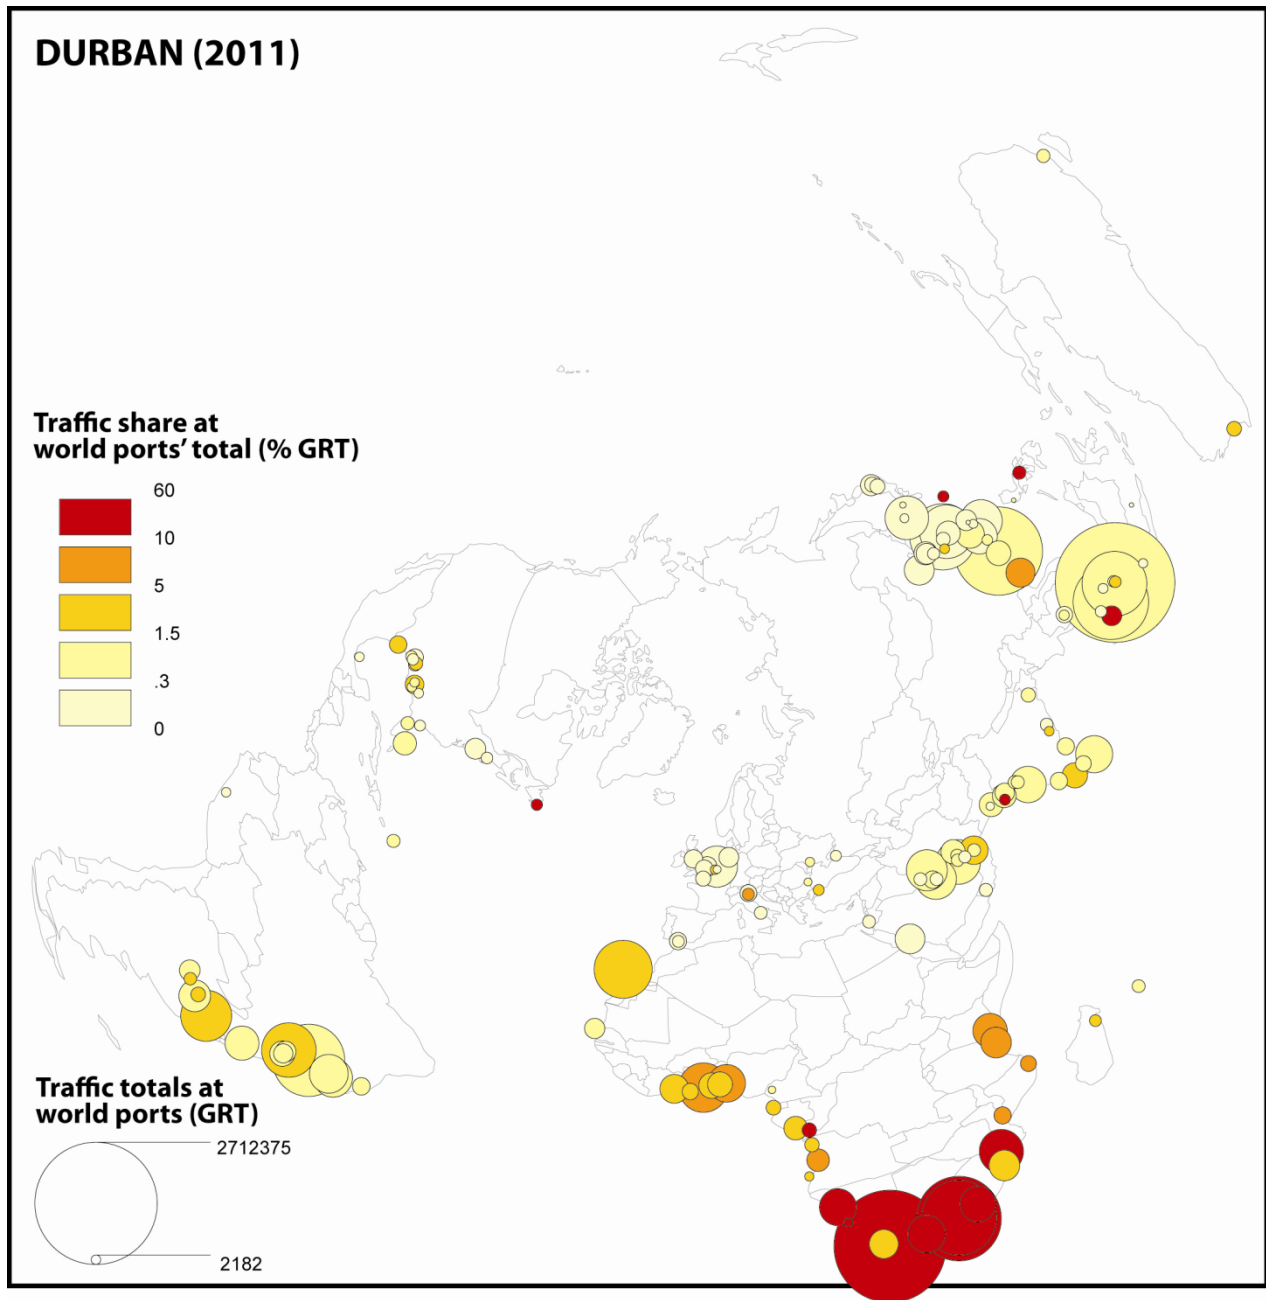 DURBAN (2011)
Traffic share at
world ports' total (% GRT)
60
10
5
1.5
.3
0
Traffic totals at
world ports (GRT)
2712375
2182